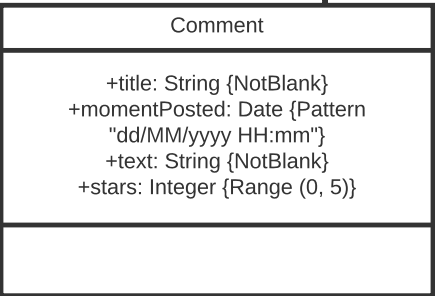 Comment
+title: String {NotBlank}
+momentPosted: Date {Pattern
"dd/MM/yyyy HH:mm"}
+text: String {NotBlank}
+stars: Integer {Range (0, 5)}